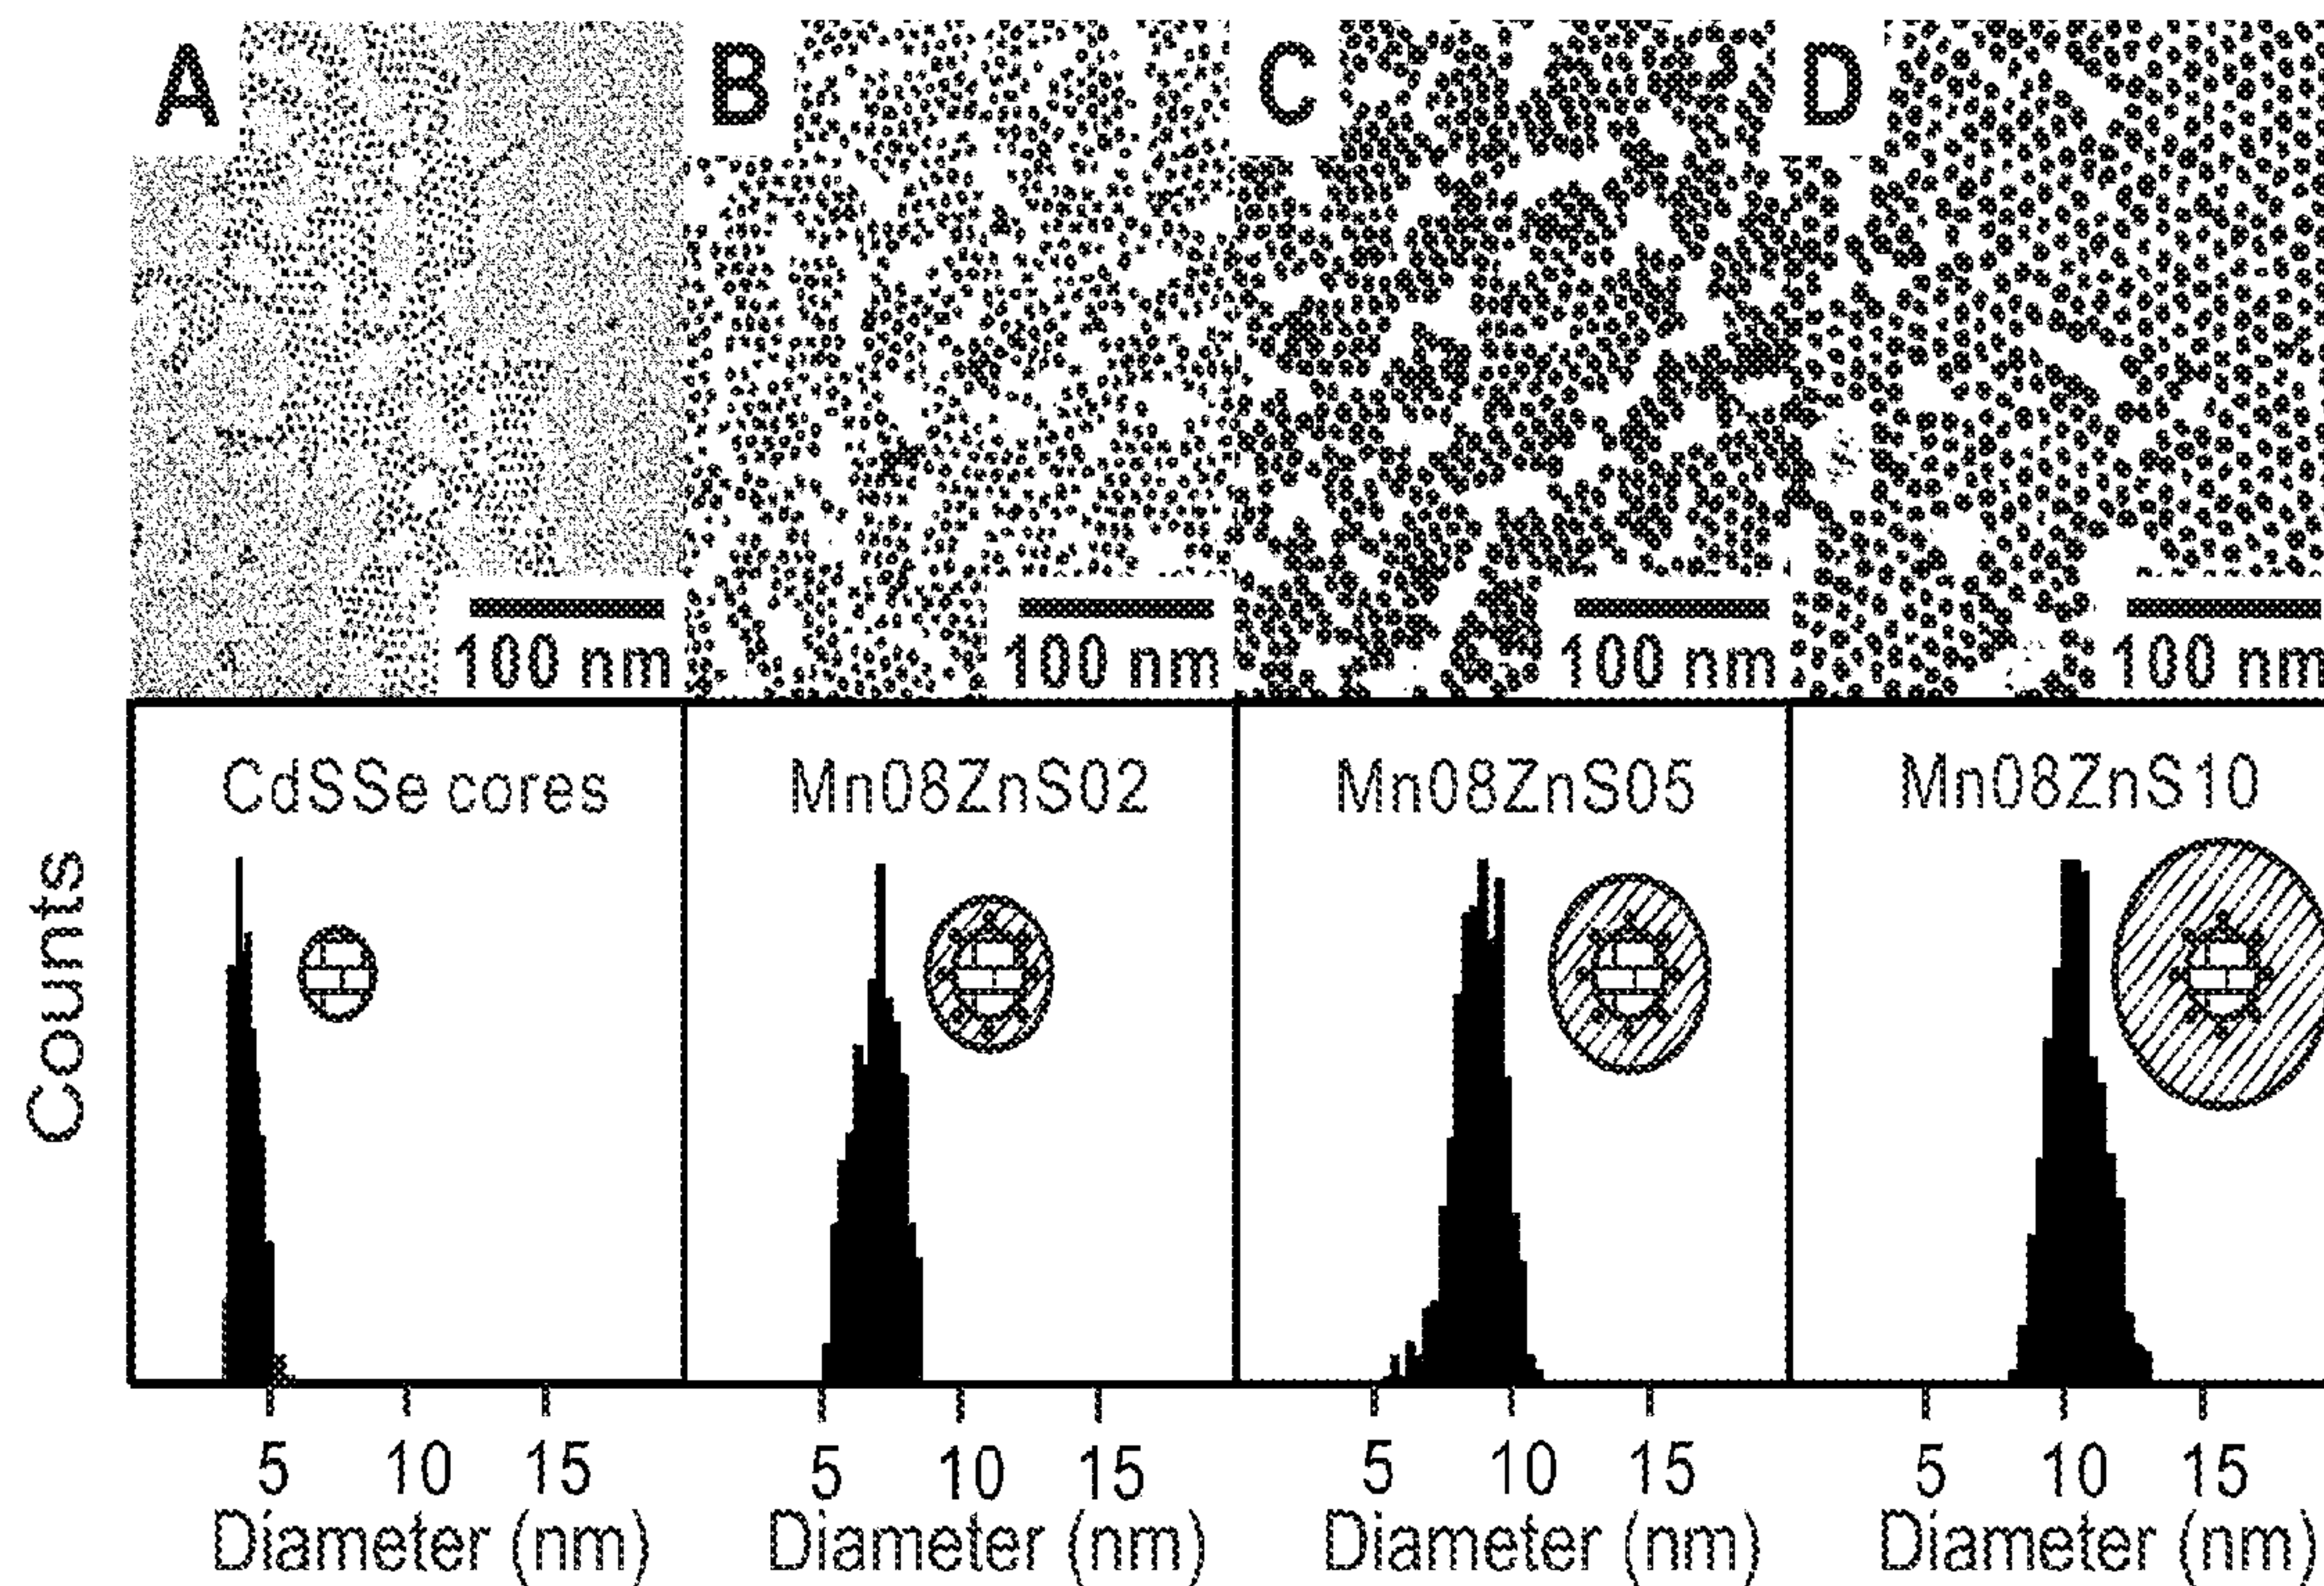 A B C D
100 nm 100 nm 100 nm 100 nm
CdSSe cores Mn08ZnS02 Mn08ZnS05 Mn08ZnS10
Counts
5 10 15 5 10 15 5 10 15 5 10 15
Diameter (nm) Diameter (nm) Diameter (nm) Diameter (nm)